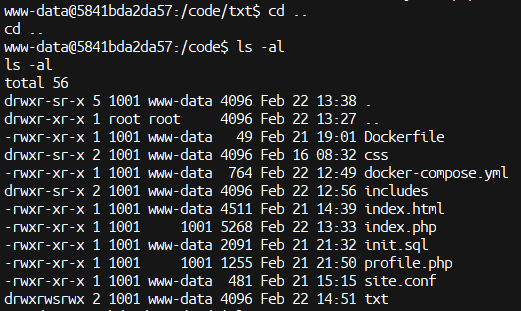 www-data@5841bda2da57:/code/txt$ cd ..
cd ..
www-data@5841bda2da57:/code$ ls -al
ls -al
total 56
drwxr-sr-x 5 1001 www-data 4096 Feb 22 13:38 .
drwxr-xr-x 1 root root     4096 Feb 22 13:27 ..
-rwxr-xr-x 1 1001 www-data   49 Feb 21 19:01 Dockerfile
drwxr-sr-x 2 1001 www-data 4096 Feb 16 08:32 css
-rwxr-xr-x 1 1001 www-data  764 Feb 22 12:49 docker-compose.yml
drwxr-sr-x 2 1001 www-data 4096 Feb 22 12:56 includes
-rwxr-xr-x 1 1001 www-data 4511 Feb 21 14:39 index.html
-rwxr-xr-x 1 1001     1001 5268 Feb 22 13:33 index.php
-rwxr-xr-x 1 1001 www-data 2091 Feb 21 21:32 init.sql
-rwxr-xr-x 1 1001     1001 1255 Feb 21 21:50 profile.php
-rwxr-xr-x 1 1001 www-data  481 Feb 21 15:15 site.conf
drwxrwsrwx 2 1001 www-data 4096 Feb 22 14:51 txt